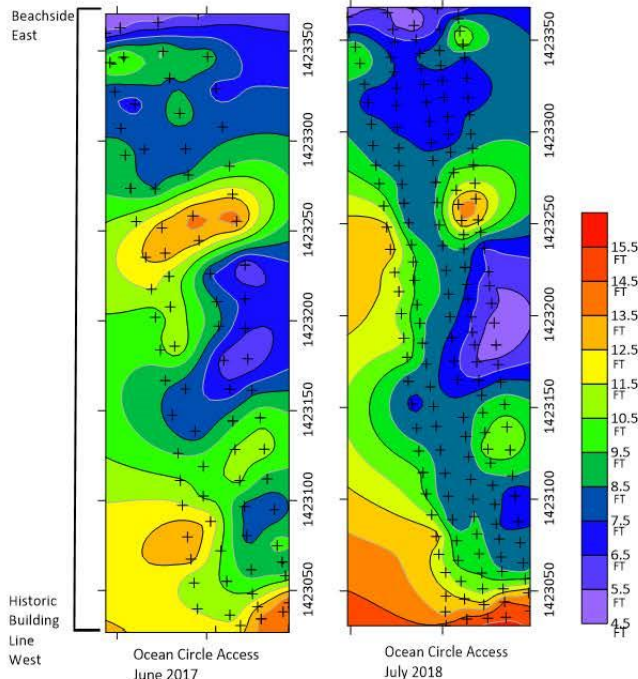 Beachside
East
1423350
1423300
1423250
1423200
1423150
1423100
1423050
Historic
Building
Line
West
Ocean Circle Access
June 2017
1423350
1423300
1423250
1423200
1423150
1423100
1423050
Ocean Circle Access
July 2018
15.5
FT
14.5
FT
13.5
FT
12.5
FT
11.5
FT
10.5
FT
9.5
FT
8.5
FT
7.5
FT
6.5
FT
5.5
FT
4.5
FT